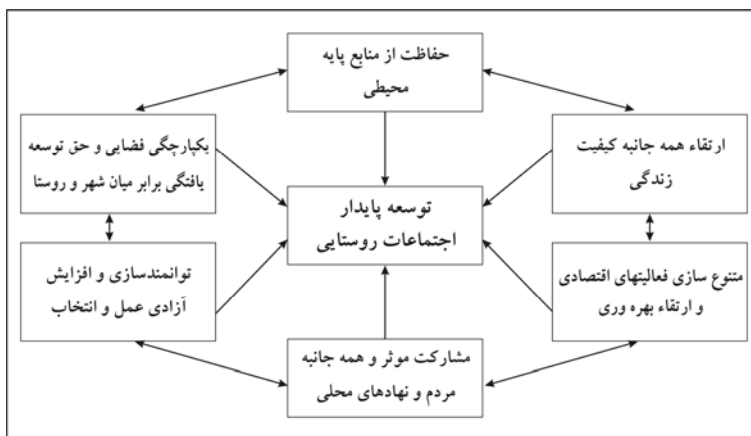 حفاظت از منابع پایه
محیطی
ارتقاء همه جانبه کیفیت
زندگی
یکپارچگی فضایی و حق توسعه
یافتگی برابر میان شهر و روستا
توسعه پایدار
اجتماعات روستایی
متنوع سازی فعالیتهای اقتصادی
و ارتقاء بهره وری
توانمندسازی و افزایش
آزادی عمل و انتخاب
مشارکت موثر و همه جانبه
مردم و نهادهای محلی